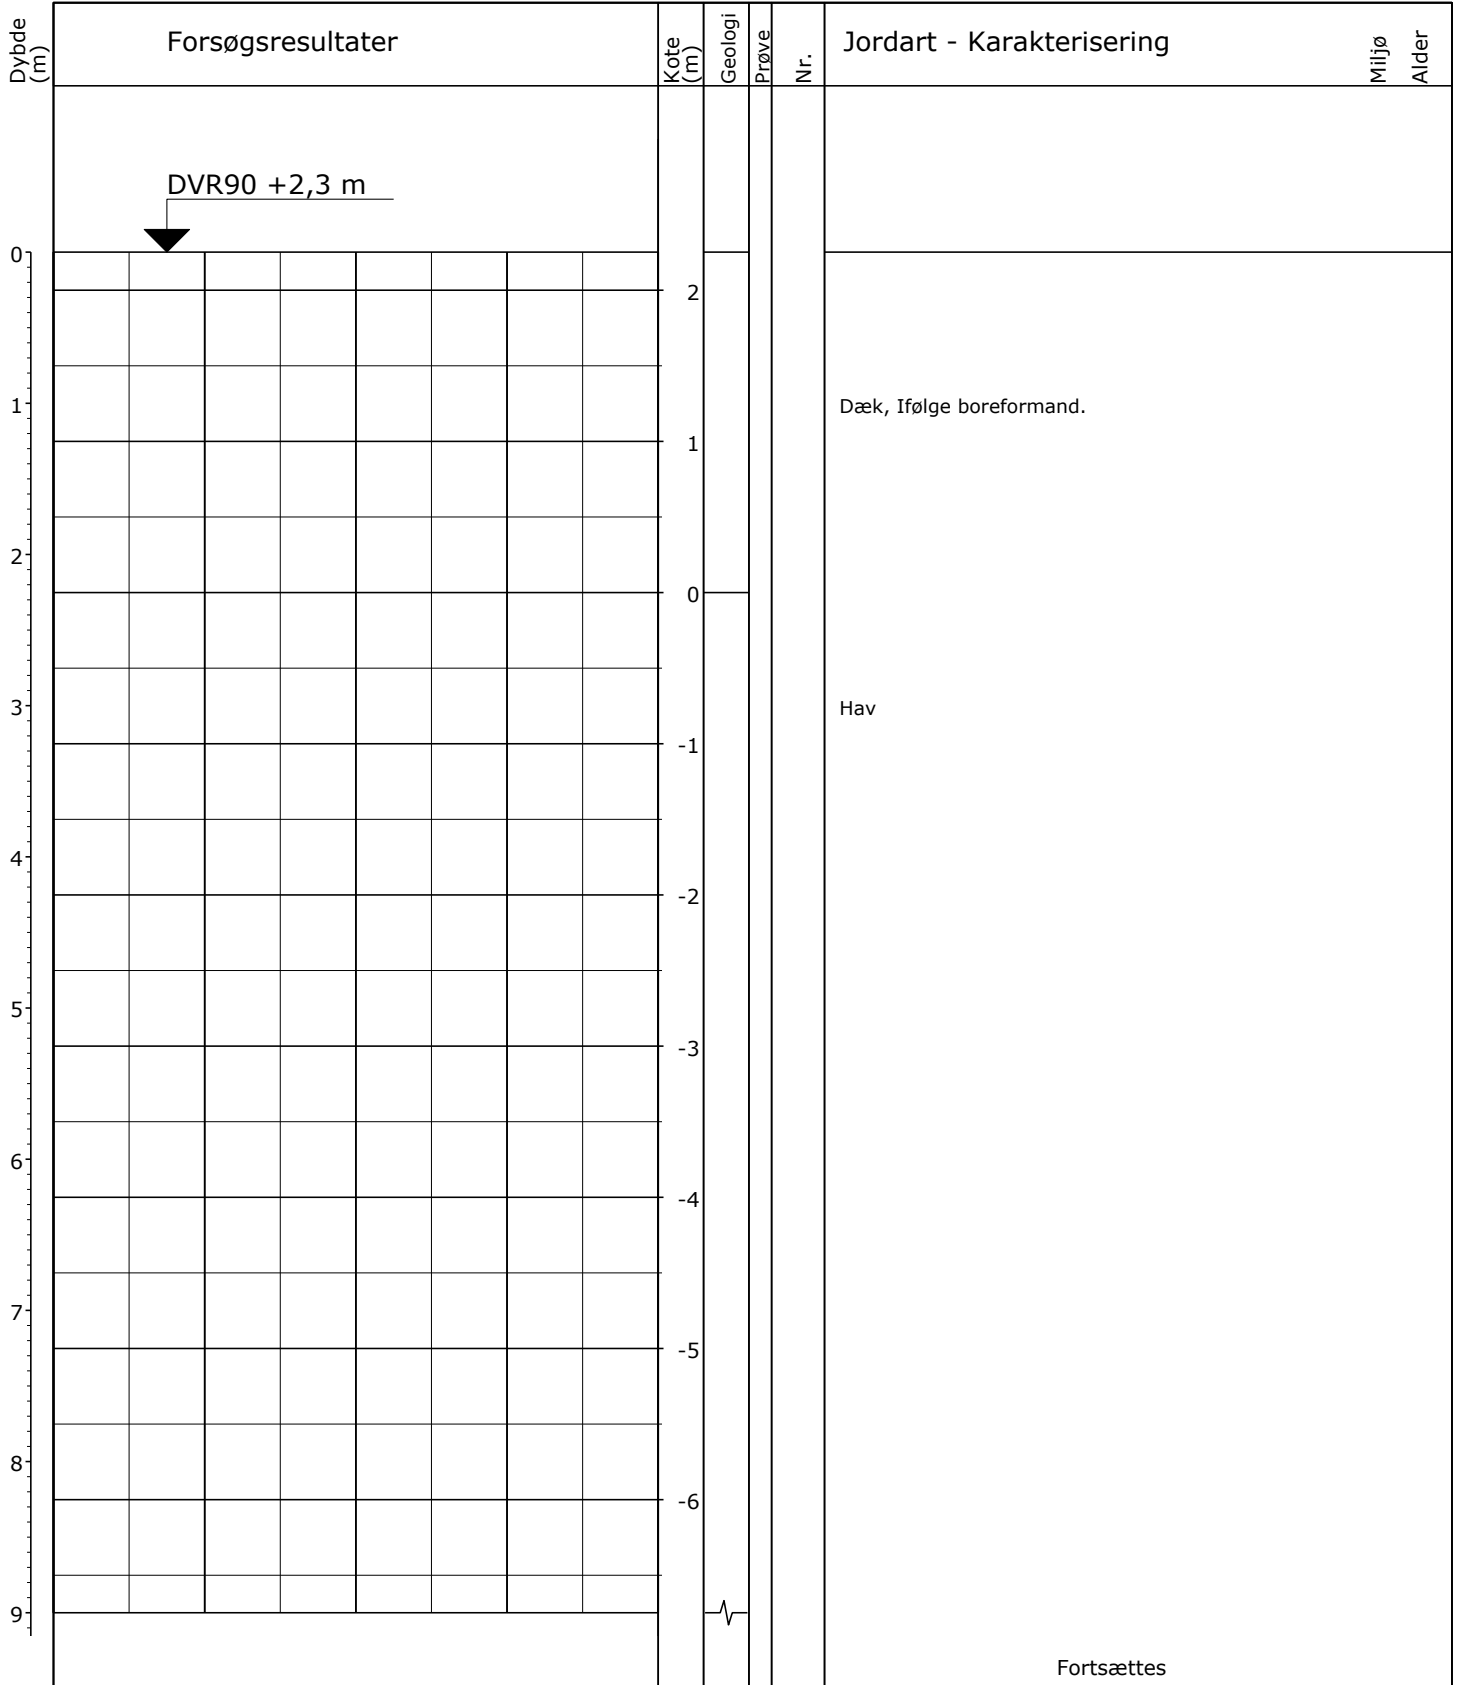 Dybde
(m)
Forsøgsresultater
Kote
(m)
Geologi
Prøve
Nr.
Jordart - Karakterisering
Miljø
Alder
DVR90 +2,3 m
0
2
1
Dæk, Ifølge boreformand.
1
2
0
3
Hav
-1
4
-2
5
-3
6
-4
7
-5
8
-6
9
Fortsættes